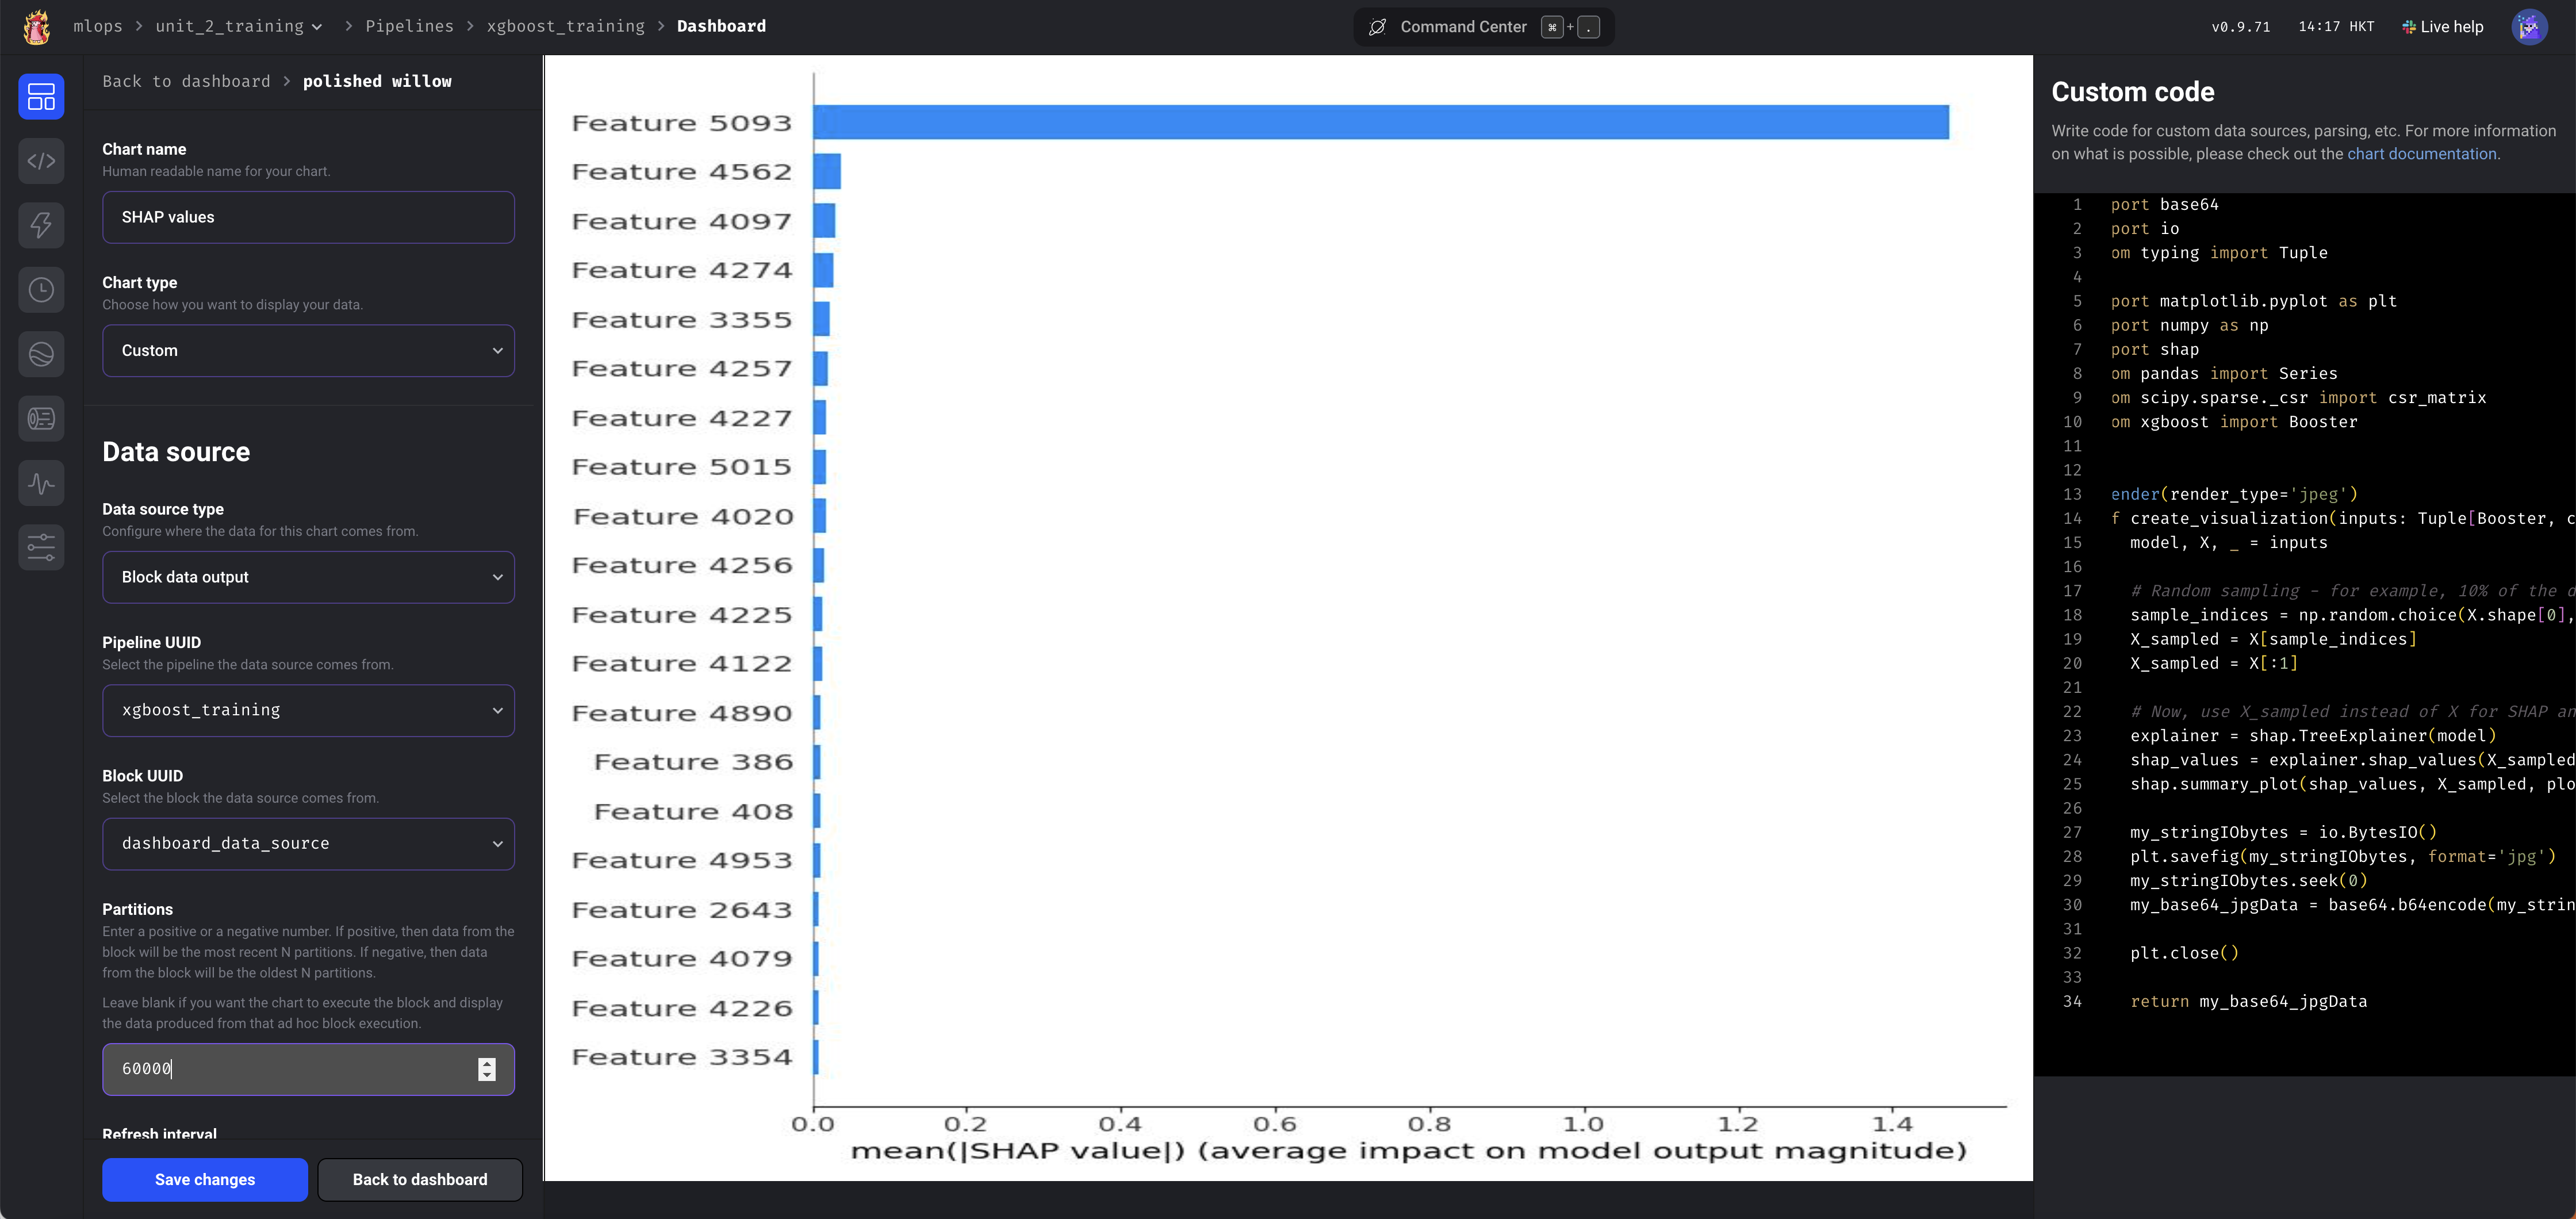 mlops > unit_2_training > Pipelines > xgboost_training > Dashboard
Command Center ⌘ + .
v0.9.71 14:17 HKT Live help
Back to dashboard > polished willow
Chart name
Human readable name for your chart.
SHAP values
Chart type
Choose how you want to display your data.
Custom
Data source
Data source type
Configure where the data for this chart comes from.
Block data output
Pipeline UUID
Select the pipeline the data source comes from.
xgboost_training
Block UUID
Select the block the data source comes from.
dashboard_data_source
Partitions
Enter a positive or a negative number. If positive, then data from the
block will be the most recent N partitions. If negative, then data
from the block will be the oldest N partitions.
Leave blank if you want the chart to execute the block and display
the data produced from that ad hoc block execution.
60000
Refresh interval
Save changes
Back to dashboard
Feature 5093
Feature 4562
Feature 4097
Feature 4274
Feature 3355
Feature 4257
Feature 4227
Feature 5015
Feature 4020
Feature 4256
Feature 4225
Feature 4122
Feature 4890
Feature 386
Feature 408
Feature 4953
Feature 2643
Feature 4079
Feature 4226
Feature 3354
0.0 0.2 0.4 0.6 0.8 1.0 1.2 1.4
mean(|SHAP value|) (average impact on model output magnitude)
Custom code
Write code for custom data sources, parsing, etc. For more information
on what is possible, please check out the chart documentation.
1 port base64
2 port io
3 om typing import Tuple
4
5 port matplotlib.pyplot as plt
6 port numpy as np
7 port shap
8 om pandas import Series
9 om scipy.sparse._csr import csr_matrix
10 om xgboost import Booster
11
12
13 ender(render_type='jpeg')
14 f create_visualization(inputs: Tuple[Booster, c
15 model, X, _ = inputs
16
17 # Random sampling - for example, 10% of the d
18 sample_indices = np.random.choice(X.shape[0],
19 X_sampled = X[sample_indices]
20 X_sampled = X[:1]
21
22 # Now, use X_sampled instead of X for SHAP an
23 explainer = shap.TreeExplainer(model)
24 shap_values = explainer.shap_values(X_sampled
25 shap.summary_plot(shap_values, X_sampled, plo
26
27 my_stringIObytes = io.BytesIO()
28 plt.savefig(my_stringIObytes, format='jpg')
29 my_stringIObytes.seek(0)
30 my_base64_jpgData = base64.b64encode(my_strin
31
32 plt.close()
33
34 return my_base64_jpgData